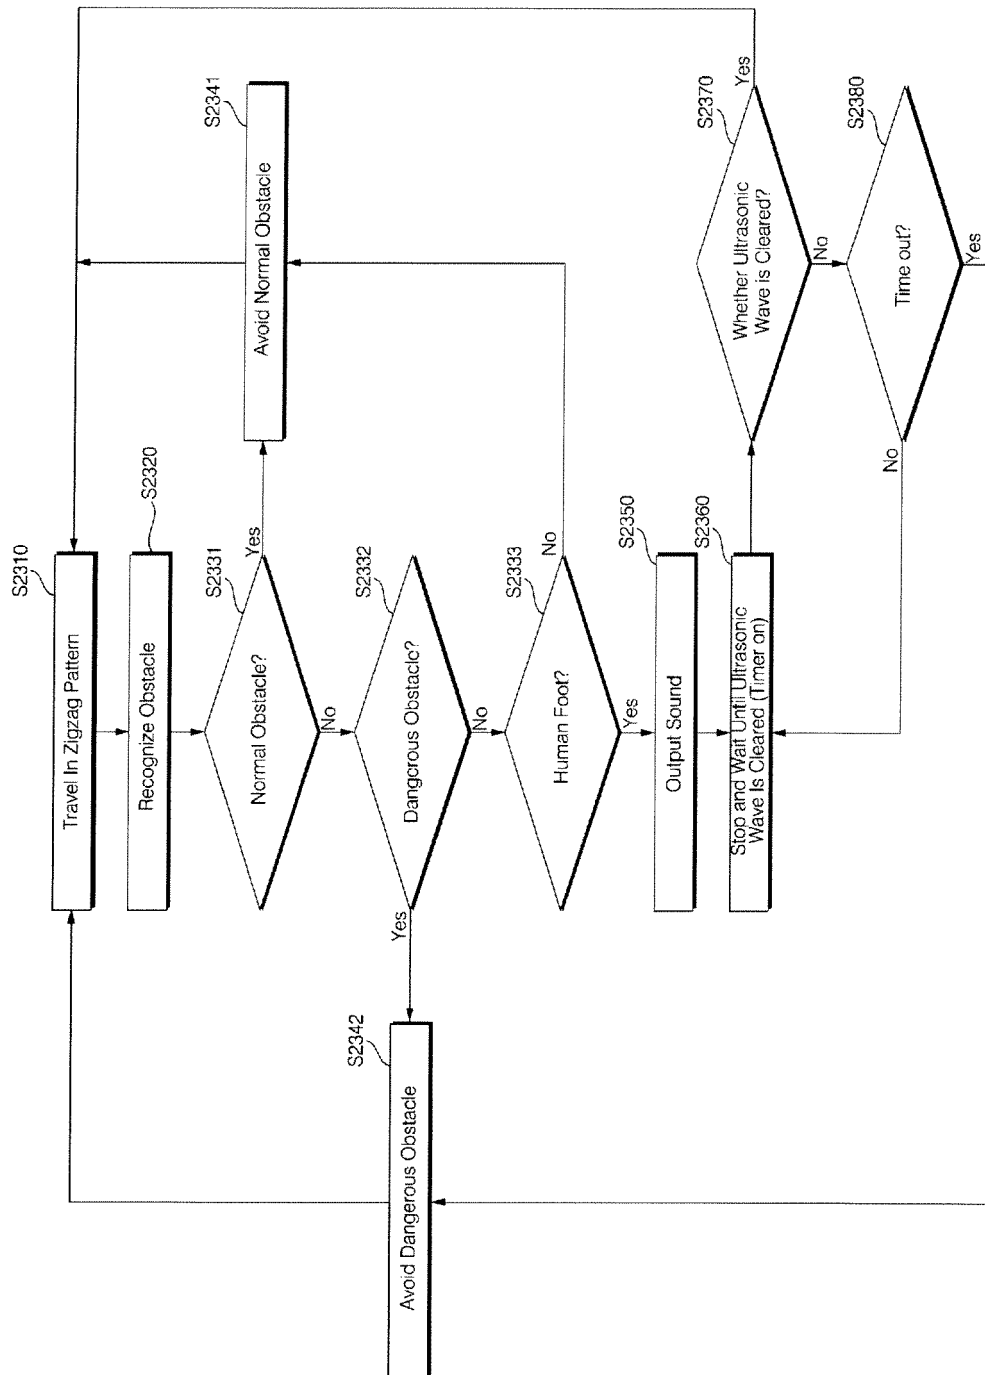 S2310
Travel In Zigzag Pattern
S2320
Recognize Obstacle
S2331
Normal Obstacle?
Yes
No
S2341
Avoid Normal Obstacle
S2332
Dangerous Obstacle?
Yes
No
S2342
Avoid Dangerous Obstacle
S2333
Human Foot?
No
Yes
S2350
Output Sound
S2360
Stop and Wait Until Ultrasonic
Wave Is Cleared (Timer on)
S2370
Whether Ultrasonic
Wave is Cleared?
Yes
No
S2380
Time out?
No
Yes